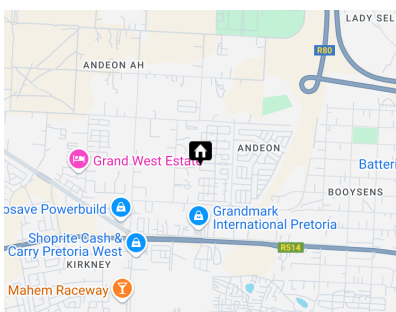 LADY SEL
R80
ANDEON AH
ANDEON
Grand West Estate
Batteri
BOOYSENS
osave Powerbuild
Grandmark
International Pretoria
Shoprite Cash &
Carry Pretoria West
R514
KIRKNEY
Mahem Raceway